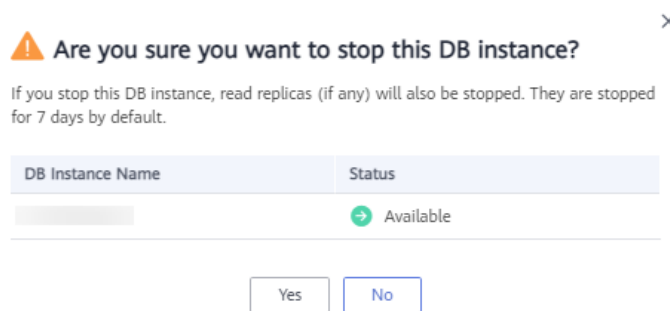 Are you sure you want to stop this DB instance?
If you stop this DB instance, read replicas (if any) will also be stopped. They are stopped
for 7 days by default.
DB Instance Name Status
Available
Yes No